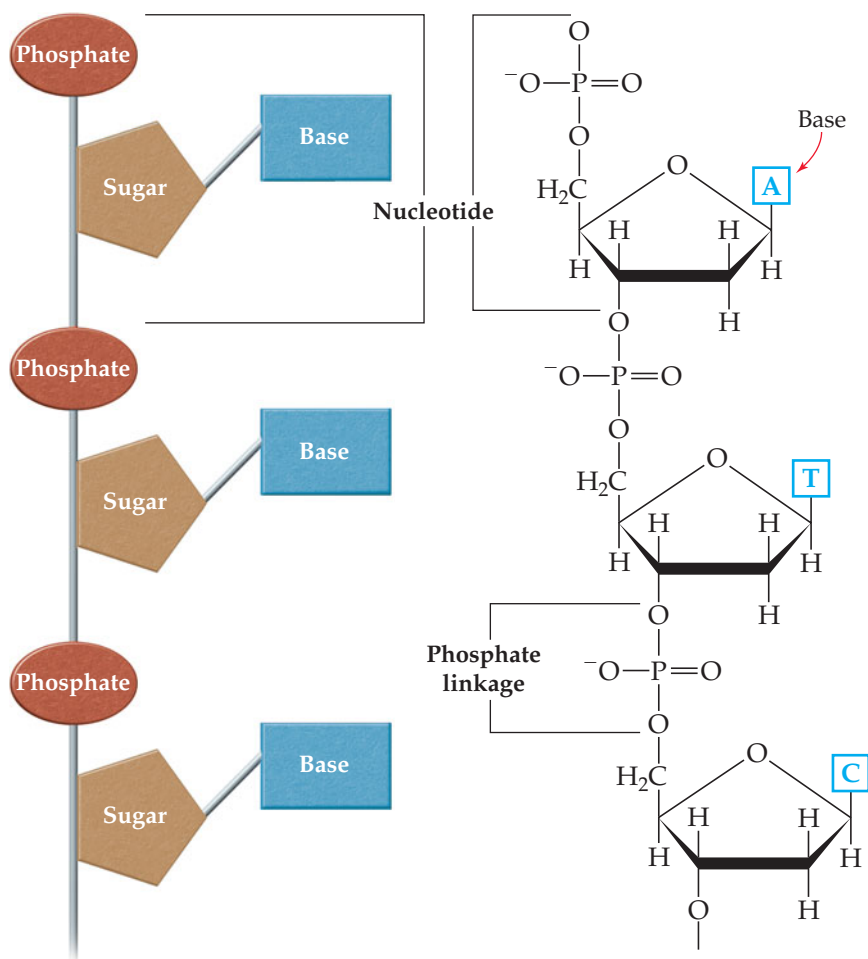 Phosphate
Sugar
Base
Nucleotide
Phosphate
Sugar
Base
Phosphate
Sugar
Base
O
⁻O—P=O
O
Base
H₂C
O
A
H
H
H
H
H
O
⁻O—P=O
O
H₂C
O
T
H
H
H
H
H
O
Phosphate
linkage
⁻O—P=O
O
H₂C
O
C
H
H
H
H
H
O